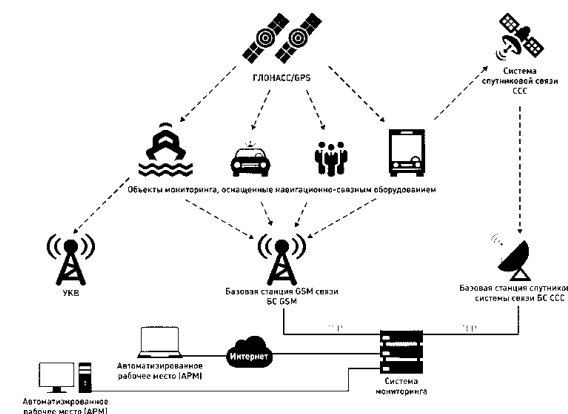 ГЛОНАСС/GPS
Система
спутниковой связи
ССС
Объекты мониторинга, оснащенные навигационно-связным оборудованием
УКВ
Базовая станция GSM связи
БС GSM
Базовая станция спутников
системы связи БС ССС
Интернет
Автоматизированное
рабочее место (АРМ)
Система
мониторинга
Автоматизированное
рабочее место (АРМ)